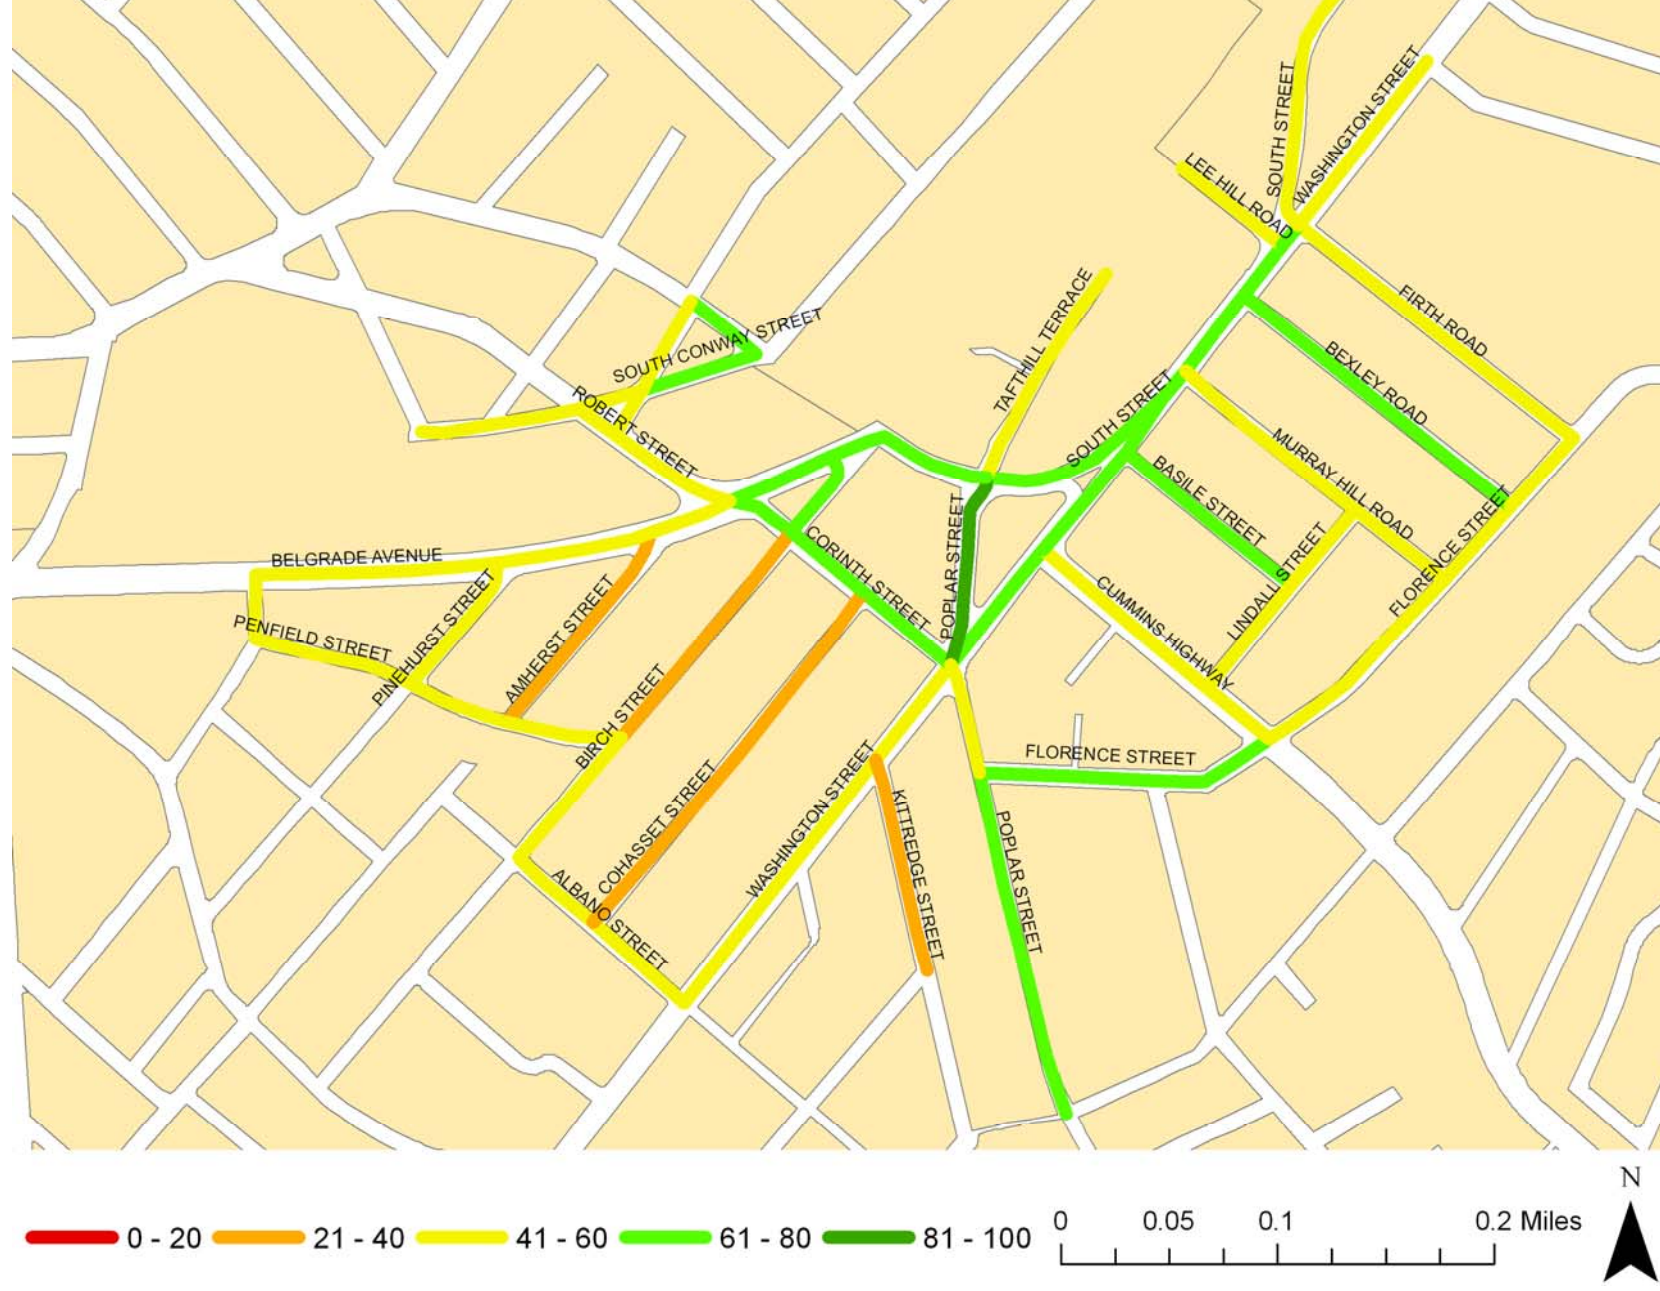 SOUTH STREET
WASHINGTON STREET
LEE HILL ROAD
TAFTHILL TERRACE
FIRTH ROAD
SOUTH CONWAY STREET
BEXLEY ROAD
ROBERT STREET
SOUTH STREET
MURRAY HILL ROAD
BASILE STREET
POPLAR STREET
CORINTH STREET
FLORENCE STREET
BELGRADE AVENUE
LINDALL STREET
CUMMINS HIGHWAY
PENFIELD STREET
PINEHURST STREET
AMHERST STREET
BIRCH STREET
FLORENCE STREET
COHASSET STREET
WASHINGTON STREET
KITTREDGE STREET
POPLAR STREET
ALBANO STREET
N
0 - 20 21 - 40 41 - 60 61 - 80 81 - 100
0 0.05 0.1 0.2 Miles